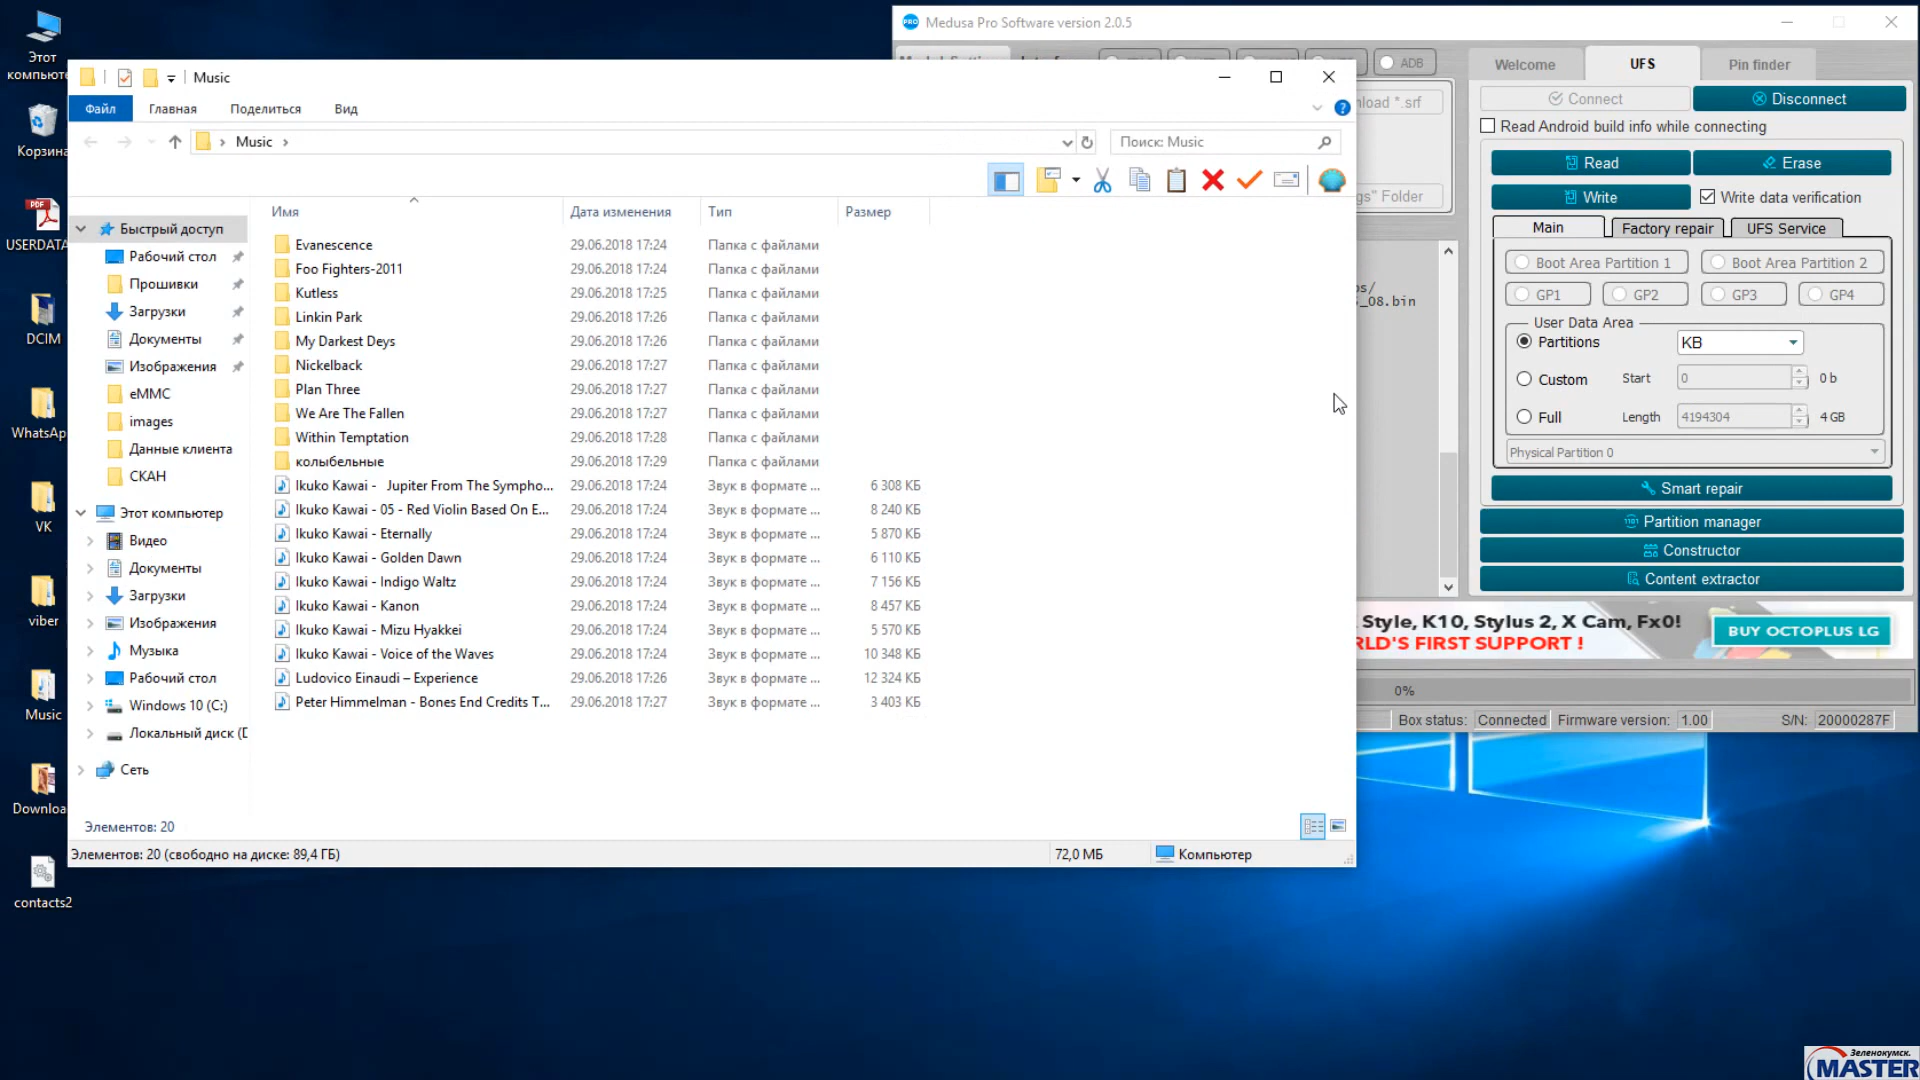 Этот
компьюте
Корзина
PDF
USERDATA
DCIM
WhatsAp
VK
viber
Music
Downloa
contacts2
Music
Файл
Главная
Поделиться
Вид
Music
Поиск: Music
Имя
Дата изменения
Тип
Размер
Быстрый доступ
Рабочий стол
Прошивки
Загрузки
Документы
Изображения
eMMC
images
Данные клиента
СКАН
Этот компьютер
Видео
Документы
Загрузки
Изображения
Музыка
Рабочий стол
Windows 10 (C:)
Локальный диск (D
Сеть
Evanescence 29.06.2018 17:24 Папка с файлами
Foo Fighters-2011 29.06.2018 17:24 Папка с файлами
Kutless 29.06.2018 17:25 Папка с файлами
Linkin Park 29.06.2018 17:26 Папка с файлами
My Darkest Deys 29.06.2018 17:26 Папка с файлами
Nickelback 29.06.2018 17:27 Папка с файлами
Plan Three 29.06.2018 17:27 Папка с файлами
We Are The Fallen 29.06.2018 17:27 Папка с файлами
Within Temptation 29.06.2018 17:28 Папка с файлами
колыбельные 29.06.2018 17:29 Папка с файлами
Ikuko Kawai - Jupiter From The Sympho... 29.06.2018 17:24 Звук в формате ... 6 308 КБ
Ikuko Kawai - 05 - Red Violin Based On E... 29.06.2018 17:24 Звук в формате ... 8 240 КБ
Ikuko Kawai - Eternally 29.06.2018 17:24 Звук в формате ... 5 870 КБ
Ikuko Kawai - Golden Dawn 29.06.2018 17:24 Звук в формате ... 6 110 КБ
Ikuko Kawai - Indigo Waltz 29.06.2018 17:24 Звук в формате ... 7 156 КБ
Ikuko Kawai - Kanon 29.06.2018 17:24 Звук в формате ... 8 457 КБ
Ikuko Kawai - Mizu Hyakkei 29.06.2018 17:24 Звук в формате ... 5 570 КБ
Ikuko Kawai - Voice of the Waves 29.06.2018 17:24 Звук в формате ... 10 348 КБ
Ludovico Einaudi – Experience 29.06.2018 17:26 Звук в формате ... 12 324 КБ
Peter Himmelman - Bones End Credits T... 29.06.2018 17:27 Звук в формате ... 3 403 КБ
Элементов: 20
Элементов: 20 (свободно на диске: 89,4 ГБ)
72,0 МБ
Компьютер
PRO Medusa Pro Software version 2.0.5
ADB
nload *.srf
gs" Folder
os/
_08.bin
Welcome
UFS
Pin finder
Connect
Disconnect
Read Android build info while connecting
Read
Erase
Write
Write data verification
Main
Factory repair
UFS Service
Boot Area Partition 1
Boot Area Partition 2
GP1
GP2
GP3
GP4
User Data Area
Partitions
KB
Custom
Start
0
0 b
Full
Length
4194304
4 GB
Physical Partition 0
Smart repair
Partition manager
Constructor
Content extractor
Style, K10, Stylus 2, X Cam, Fx0!
RLD'S FIRST SUPPORT !
BUY OCTOPLUS LG
0%
Box status: Connected
Firmware version: 1.00
S/N: 20000287F
Зеленокумск.
MASTER